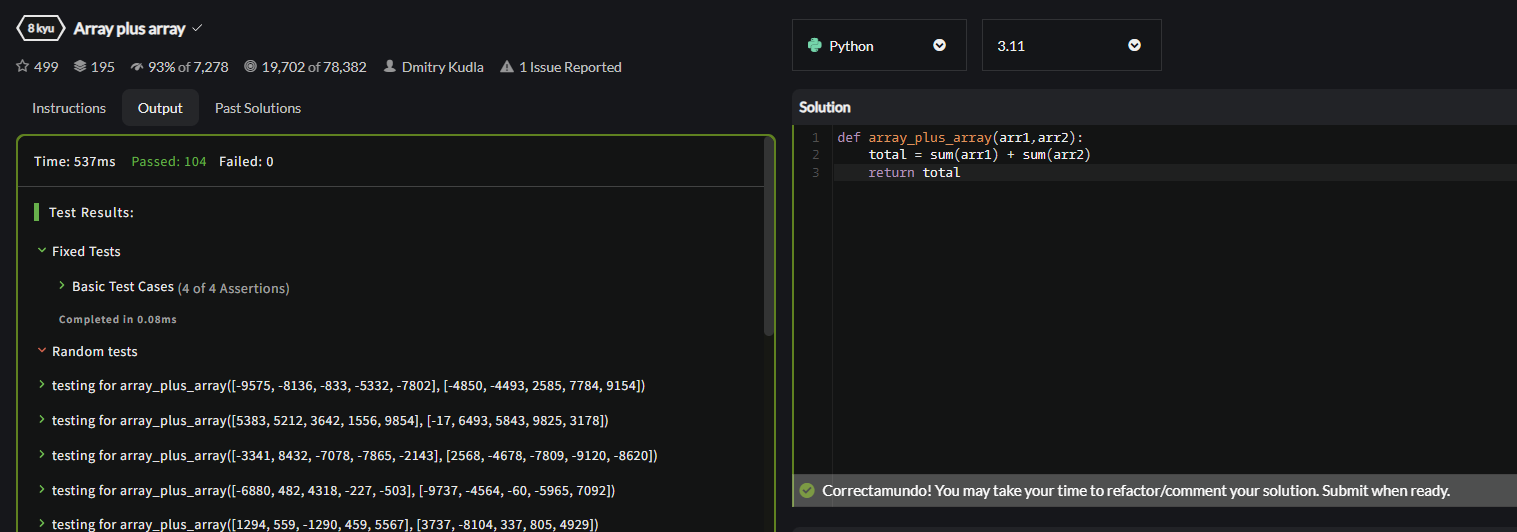 8 kyu Array plus array
499 195 93% of 7,278 19,702 of 78,382 Dmitry Kudla 1 Issue Reported
Instructions Output Past Solutions
Time: 537ms Passed: 104 Failed: 0
Test Results:
Fixed Tests
Basic Test Cases (4 of 4 Assertions)
Completed in 0.08ms
Random tests
testing for array_plus_array([-9575, -8136, -833, -5332, -7802], [-4850, -4493, 2585, 7784, 9154])
testing for array_plus_array([5383, 5212, 3642, 1556, 9854], [-17, 6493, 5843, 9825, 3178])
testing for array_plus_array([-3341, 8432, -7078, -7865, -2143], [2568, -4678, -7809, -9120, -8620])
testing for array_plus_array([-6880, 482, 4318, -227, -503], [-9737, -4564, -60, -5965, 7092])
testing for array_plus_array([1294, 559, -1290, 459, 5567], [3737, -8104, 337, 805, 4929])
Python 3.11
Solution
1 def array_plus_array(arr1,arr2):
2     total = sum(arr1) + sum(arr2)
3     return total
Correctamundo! You may take your time to refactor/comment your solution. Submit when ready.